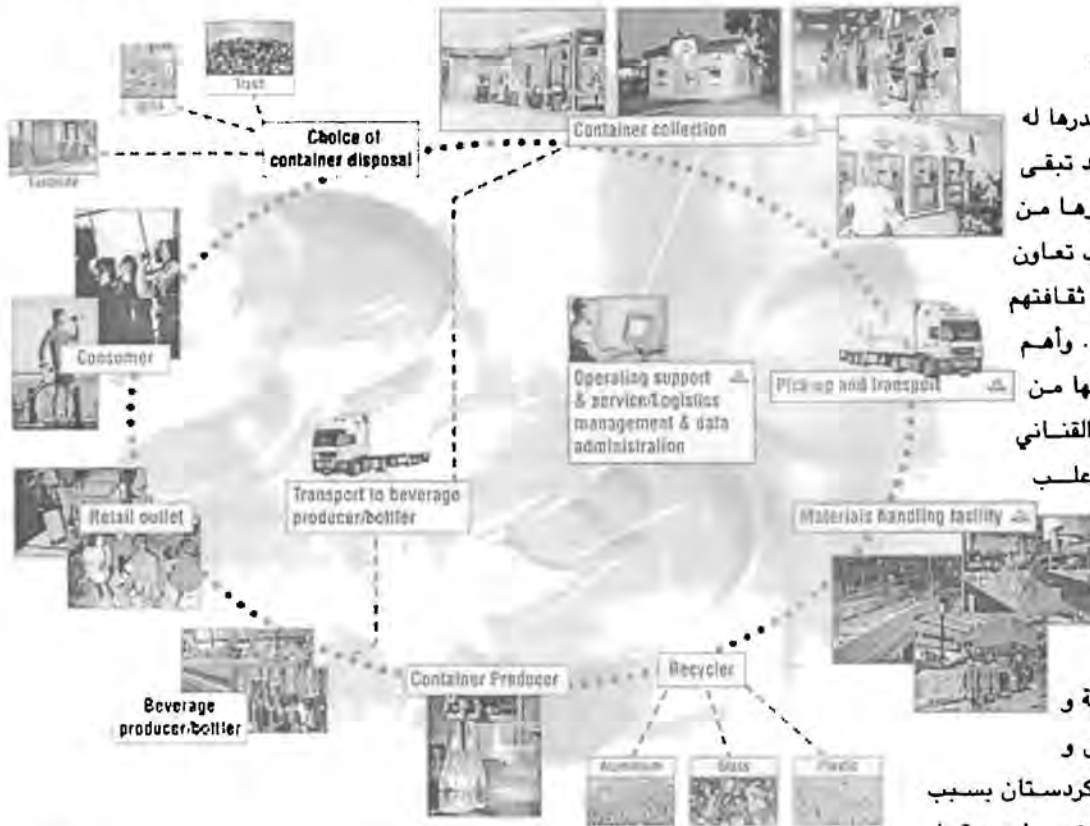 Trash
Choice of
container disposal
Curbside
Container collection
Consumer
Operating support
& service/Logistics
management & data
administration
Pick-up and transport
Retail outlet
Transport to beverage
producer/bottler
Materials handling facility
Beverage
producer/bottler
Container Producer
Recycler
Aluminum
Glass
Plastic
درها له
د تبقى
رها من
تعاون
ثقافتهم
. وأهم
ها من
القناني
علب
ة و
ن و
كردستان بسبب